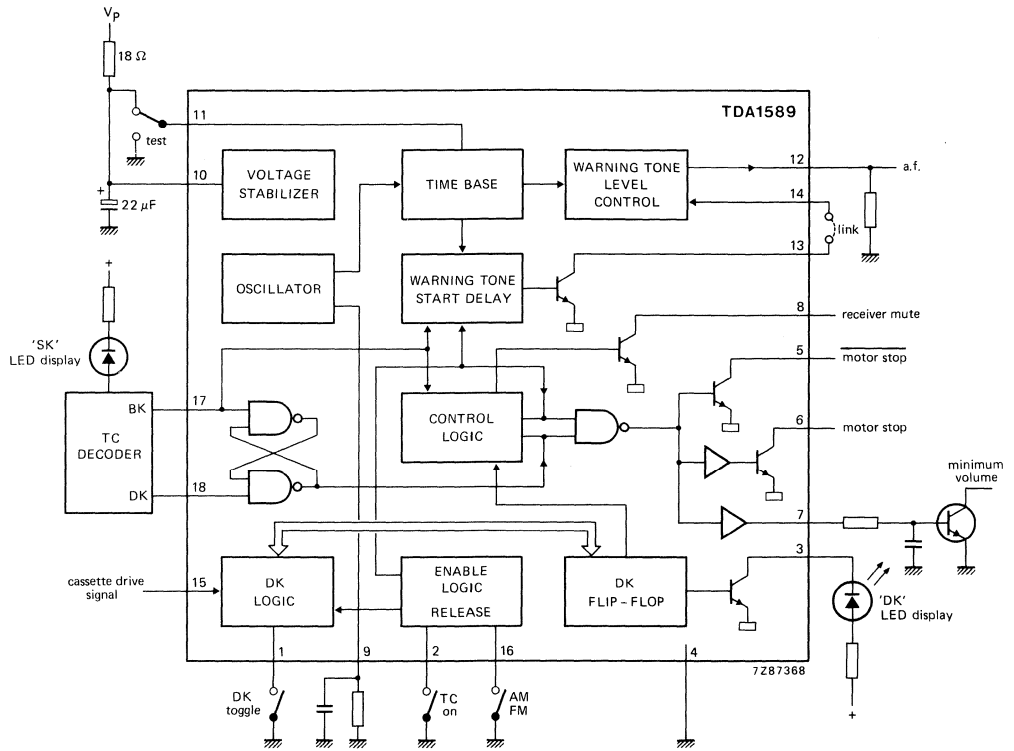 Vp
18 Ω
TDA1589
11
test
12
a.f.
10
VOLTAGE
STABILIZER
TIME BASE
WARNING TONE
LEVEL
CONTROL
14
+
22 µF
link
13
+
OSCILLATOR
WARNING TONE
START DELAY
8
receiver mute
'SK'
LED display
5
motor stop
BK
17
TC
DECODER
CONTROL
LOGIC
6
motor stop
DK
18
minimum
volume
7
3
cassette drive
signal
15
DK
LOGIC
ENABLE
LOGIC
RELEASE
DK
FLIP-FLOP
'DK'
LED display
1
9
2
16
4
7Z87368
DK
toggle
TC
on
AM
FM
+